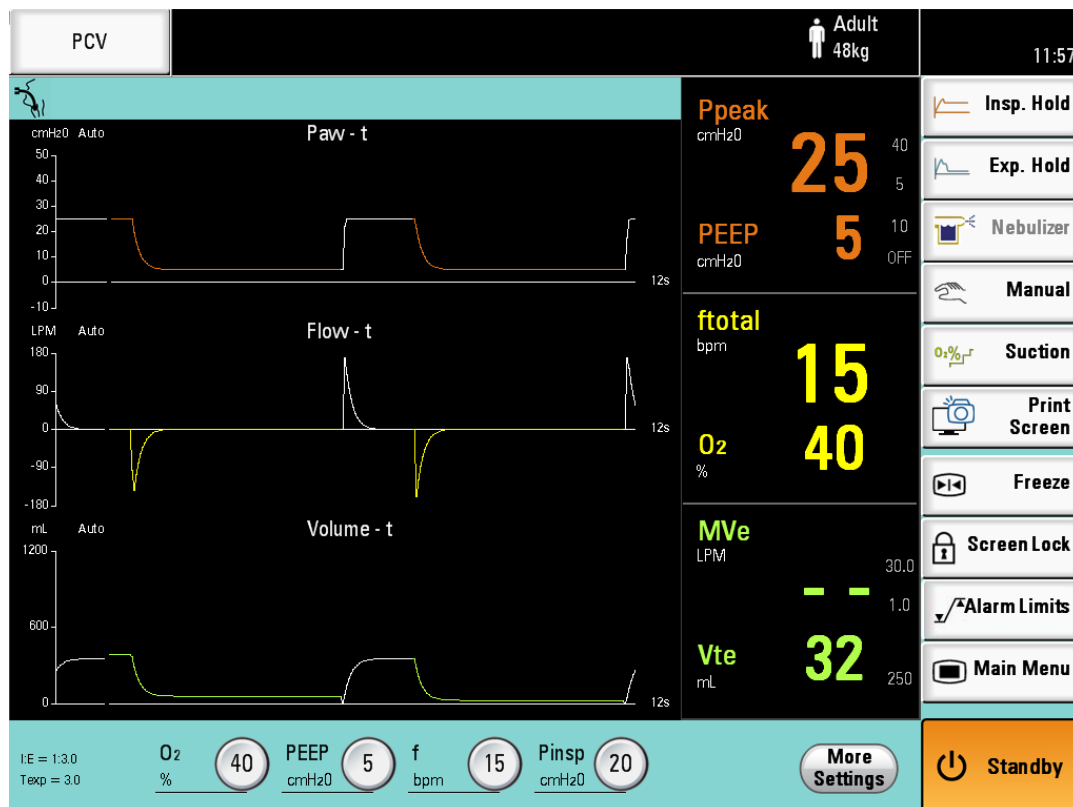 PCV
Adult
48kg
11:57
cmH2O Auto
Paw - t
50
40
30
20
10
0
-10
12s
LPM Auto
Flow - t
180
90
0
-90
-180
12s
mL Auto
Volume - t
1200
600
0
12s
Ppeak
cmH2O
25
40
5
PEEP
cmH2O
5
10
OFF
ftotal
bpm
15
O2
%
40
MVe
LPM
- -
30.0
1.0
Vte
mL
32
250
Insp. Hold
Exp. Hold
Nebulizer
Manual
O2%
Suction
Print
Screen
Freeze
Screen Lock
Alarm Limits
Main Menu
I:E = 1:3.0
Texp = 3.0
O2
%
40
PEEP
cmH2O
5
f
bpm
15
Pinsp
cmH2O
20
More
Settings
Standby